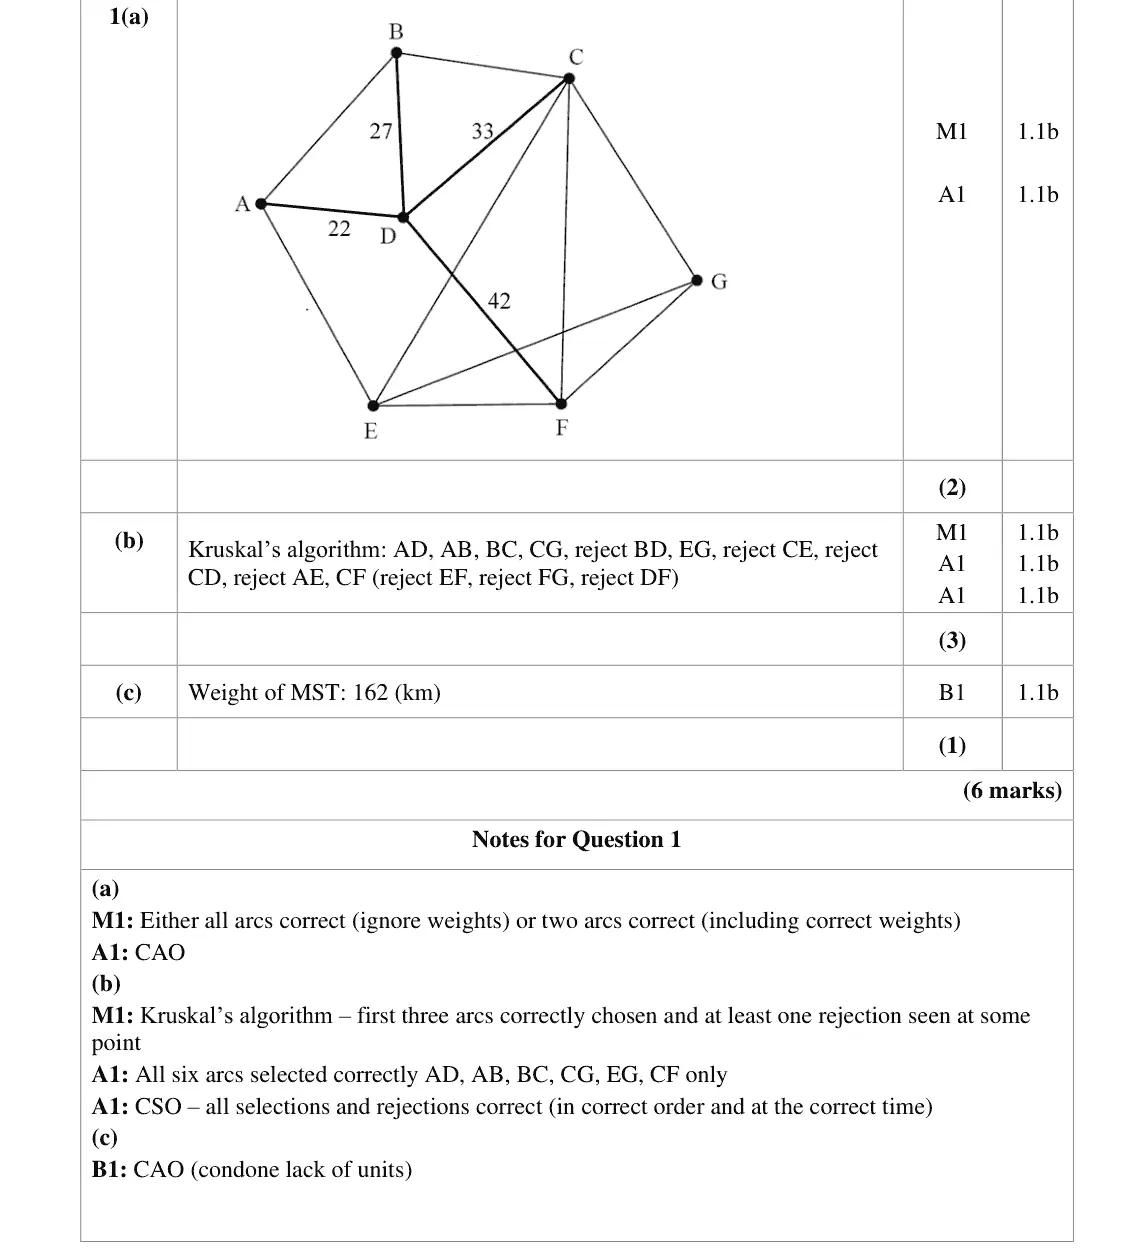 1(a)
B
C
27
33
M1
1.1b
A
22
D
A1
1.1b
G
42
E
F
(2)
(b)
Kruskal’s algorithm: AD, AB, BC, CG, reject BD, EG, reject CE, reject
CD, reject AE, CF (reject EF, reject FG, reject DF)
M1
1.1b
A1
1.1b
A1
1.1b
(3)
(c)
Weight of MST: 162 (km)
B1
1.1b
(1)
(6 marks)
Notes for Question 1
(a)
M1: Either all arcs correct (ignore weights) or two arcs correct (including correct weights)
A1: CAO
(b)
M1: Kruskal’s algorithm – first three arcs correctly chosen and at least one rejection seen at some
point
A1: All six arcs selected correctly AD, AB, BC, CG, EG, CF only
A1: CSO – all selections and rejections correct (in correct order and at the correct time)
(c)
B1: CAO (condone lack of units)